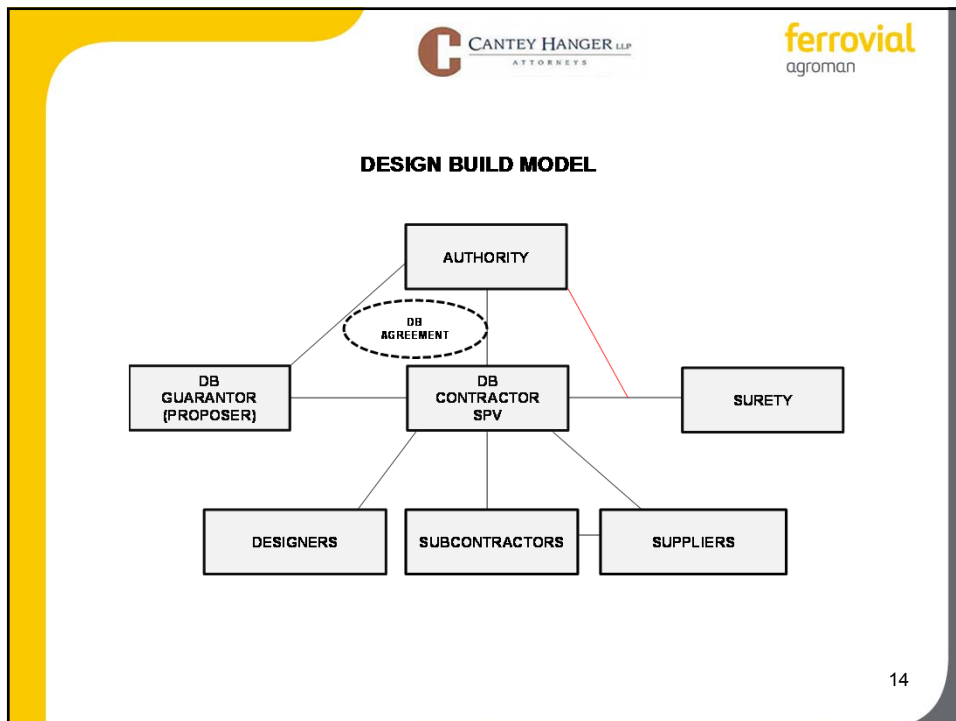 CANTEY HANGER LLP
ATTORNEYS
ferrovial
agroman
DESIGN BUILD MODEL
AUTHORITY
DB
AGREEMENT
DB
GUARANTOR
(PROPOSER)
DB
CONTRACTOR
SPV
SURETY
DESIGNERS
SUBCONTRACTORS
SUPPLIERS
14